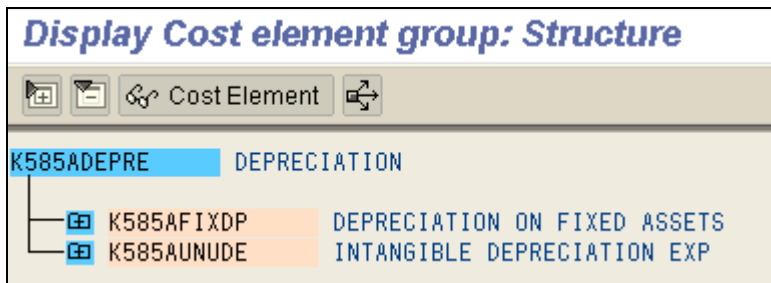 Display Cost element group: Structure
Cost Element
K585ADEPRE DEPRECIATION
K585AFIXDP DEPRECIATION ON FIXED ASSETS
K585AUNUDE INTANGIBLE DEPRECIATION EXP